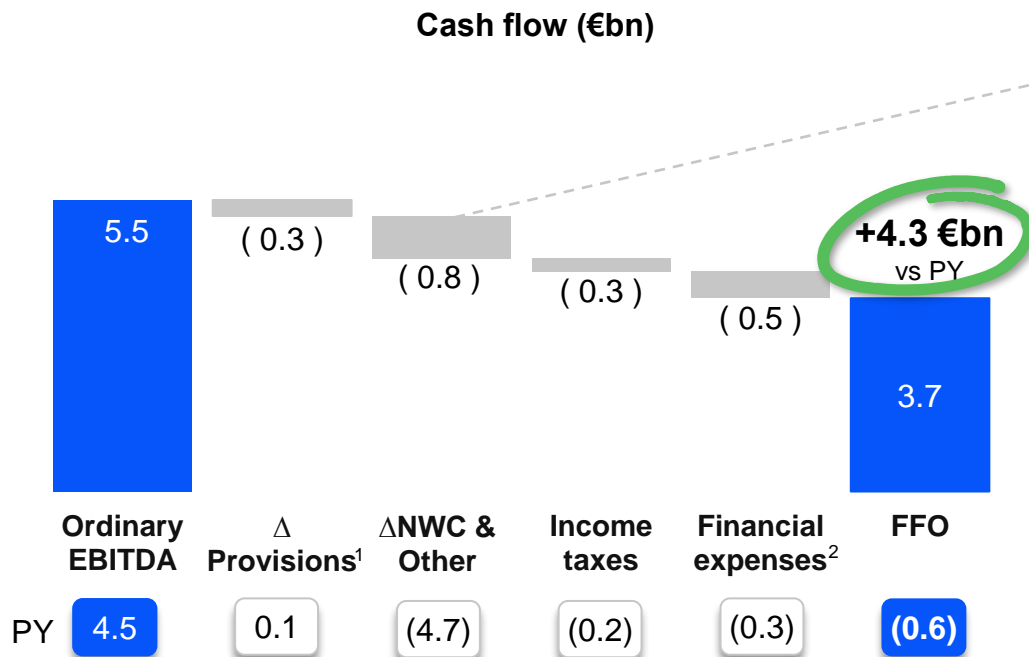 Cash flow (€bn)
5.5
( 0.3 )
( 0.8 )
( 0.3 )
( 0.5 )
+4.3 €bn
vs PY
3.7
Ordinary
EBITDA
Δ
Provisions¹
ΔNWC &
Other
Income
taxes
Financial
expenses²
FFO
PY 4.5 0.1 (4.7) (0.2) (0.3) (0.6)